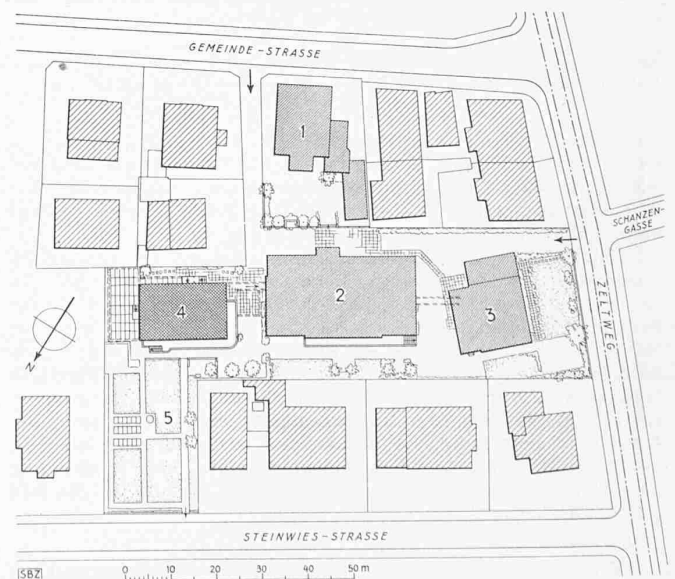 GEMEINDE-STRASSE
1
SCHANZEN-
GASSE
2
3
ZELTWEG
4
N
5
STEINWIES-STRASSE
SBZ
0 10 20 30 40 50 m